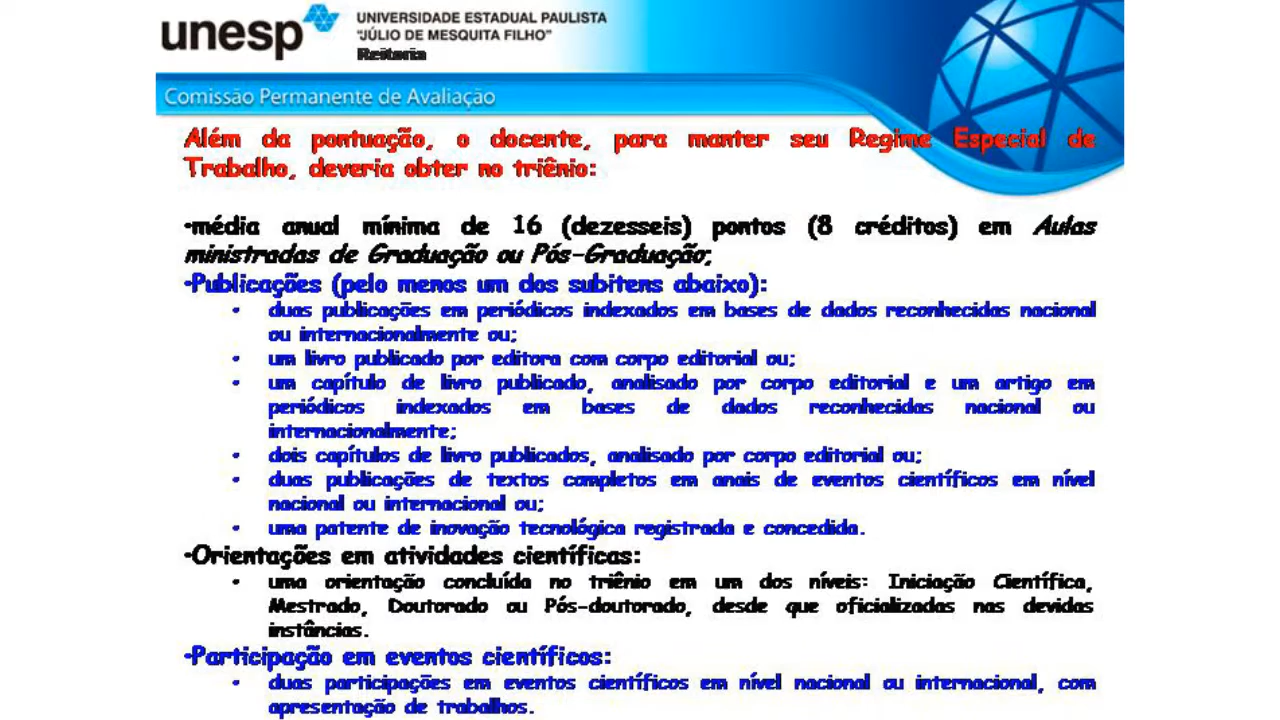 unesp
UNIVERSIDADE ESTADUAL PAULISTA
"JÚLIO DE MESQUITA FILHO"
Reitoria
Comissão Permanente de Avaliação
Além da pontuação, o docente, para manter seu Regime Especial de
Trabalho, deveria obter no triênio:
•média anual mínima de 16 (dezesseis) pontos (8 créditos) em Aulas
ministradas de Graduação ou Pós-Graduação;
•Publicações (pelo menos um dos subitens abaixo):
• duas publicações em periódicos indexados em bases de dados reconhecidas nacional
ou internacionalmente ou;
• um livro publicado por editora com corpo editorial ou;
• um capítulo de livro publicado, analisado por corpo editorial e um artigo em
periódicos indexados em bases de dados reconhecidas nacional ou
internacionalmente;
• dois capítulos de livro publicados, analisado por corpo editorial ou;
• duas publicações de textos completos em anais de eventos científicos em nível
nacional ou internacional ou;
• uma patente de inovação tecnológica registrada e concedida.
•Orientações em atividades científicas:
• uma orientação concluída no triênio em um dos níveis: Iniciação Científica,
Mestrado, Doutorado ou Pós-doutorado, desde que oficializadas nas devidas
instâncias.
•Participação em eventos científicos:
• duas participações em eventos científicos em nível nacional ou internacional, com
apresentação de trabalhos.